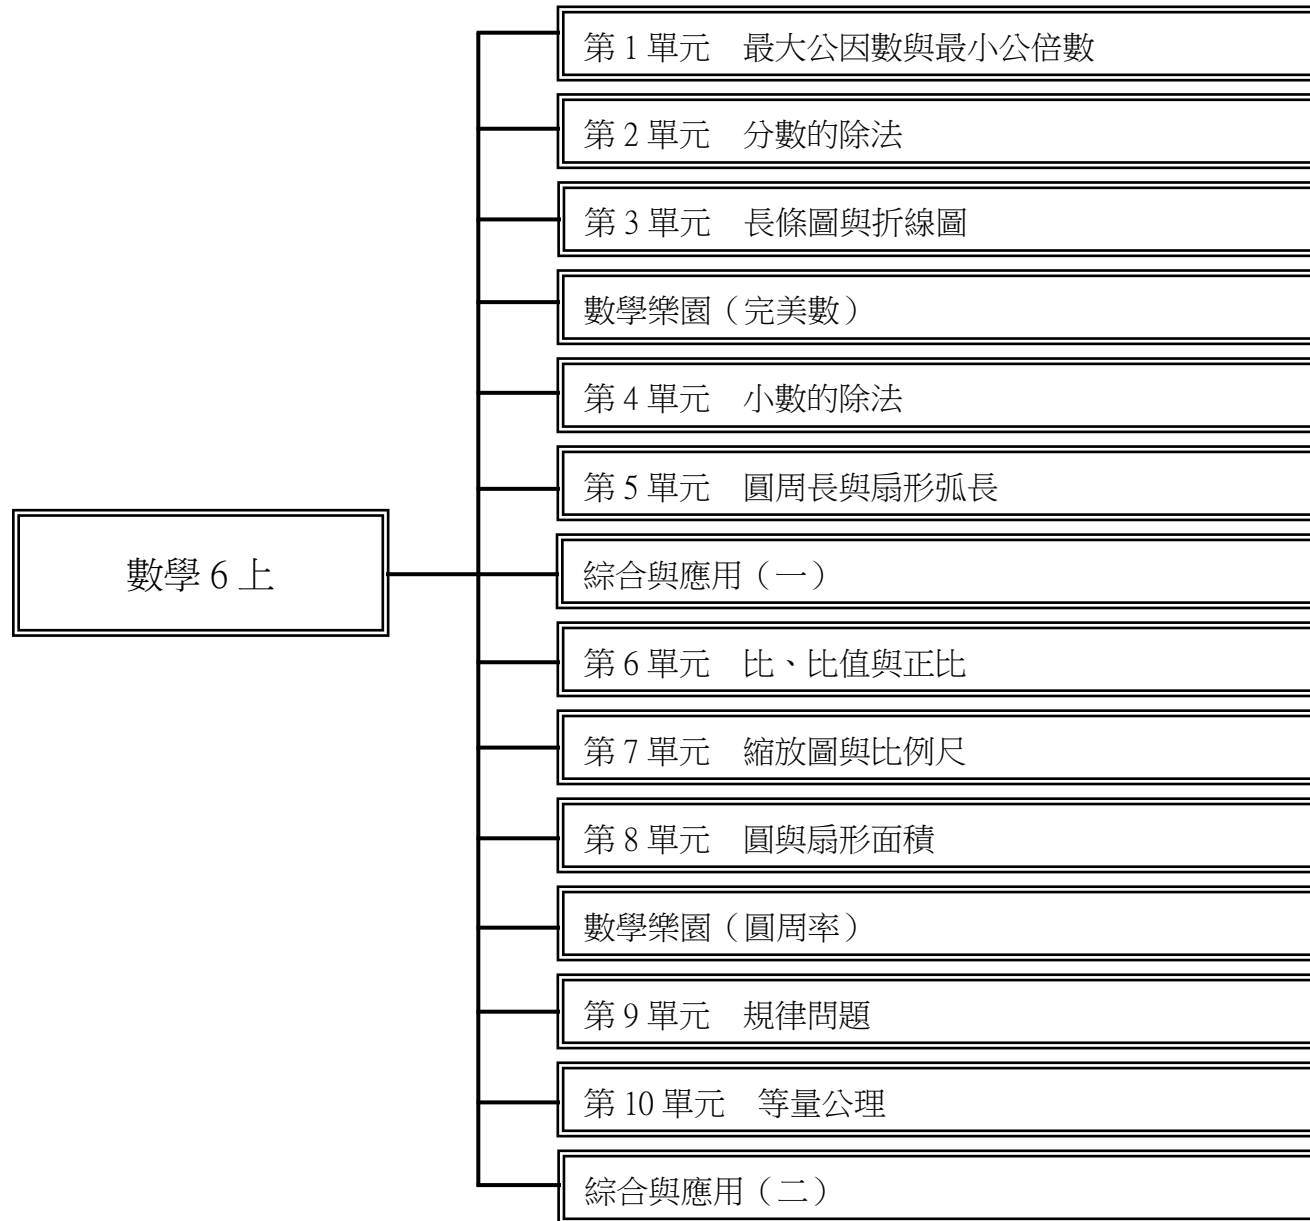 數學 6 上
第 1 單元　最大公因數與最小公倍數
第 2 單元　分數的除法
第 3 單元　長條圖與折線圖
數學樂園（完美數）
第 4 單元　小數的除法
第 5 單元　圓周長與扇形弧長
綜合與應用（一）
第 6 單元　比、比值與正比
第 7 單元　縮放圖與比例尺
第 8 單元　圓與扇形面積
數學樂園（圓周率）
第 9 單元　規律問題
第 10 單元　等量公理
綜合與應用（二）